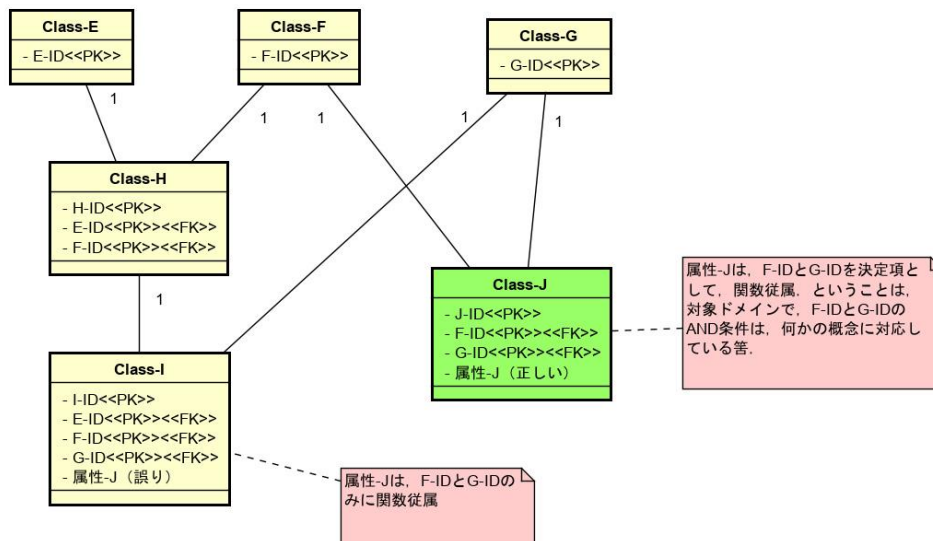 Class-E
- E-ID<<PK>>
Class-F
- F-ID<<PK>>
Class-G
- G-ID<<PK>>
1
1
1
1
Class-H
- H-ID<<PK>>
- E-ID<<PK>><<FK>>
- F-ID<<PK>><<FK>>
1
Class-J
- J-ID<<PK>>
- F-ID<<PK>><<FK>>
- G-ID<<PK>><<FK>>
- 属性-J（正しい）
属性-Jは，F-IDとG-IDを決定項と
して，関数従属．ということは，
対象ドメインで，F-IDとG-IDの
AND条件は，何かの概念に対応し
ている筈．
Class-I
- I-ID<<PK>>
- E-ID<<PK>><<FK>>
- F-ID<<PK>><<FK>>
- G-ID<<PK>><<FK>>
- 属性-J（誤り）
属性-Jは，F-IDとG-IDの
みに関数従属